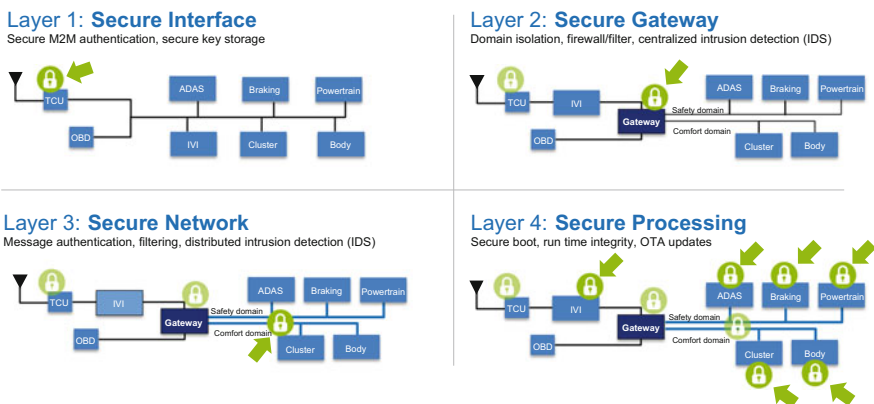 Layer 1: Secure Interface
Secure M2M authentication, secure key storage
TCU
ADAS
Braking
Powertrain
OBD
IVI
Cluster
Body
Layer 2: Secure Gateway
Domain isolation, firewall/filter, centralized intrusion detection (IDS)
TCU
IVI
ADAS
Braking
Powertrain
Safety domain
Gateway
Comfort domain
OBD
Cluster
Body
Layer 3: Secure Network
Message authentication, filtering, distributed intrusion detection (IDS)
TCU
IVI
ADAS
Braking
Powertrain
Safety domain
Gateway
Comfort domain
OBD
Cluster
Body
Layer 4: Secure Processing
Secure boot, run time integrity, OTA updates
TCU
IVI
ADAS
Braking
Powertrain
Safety domain
Gateway
Comfort domain
OBD
Cluster
Body